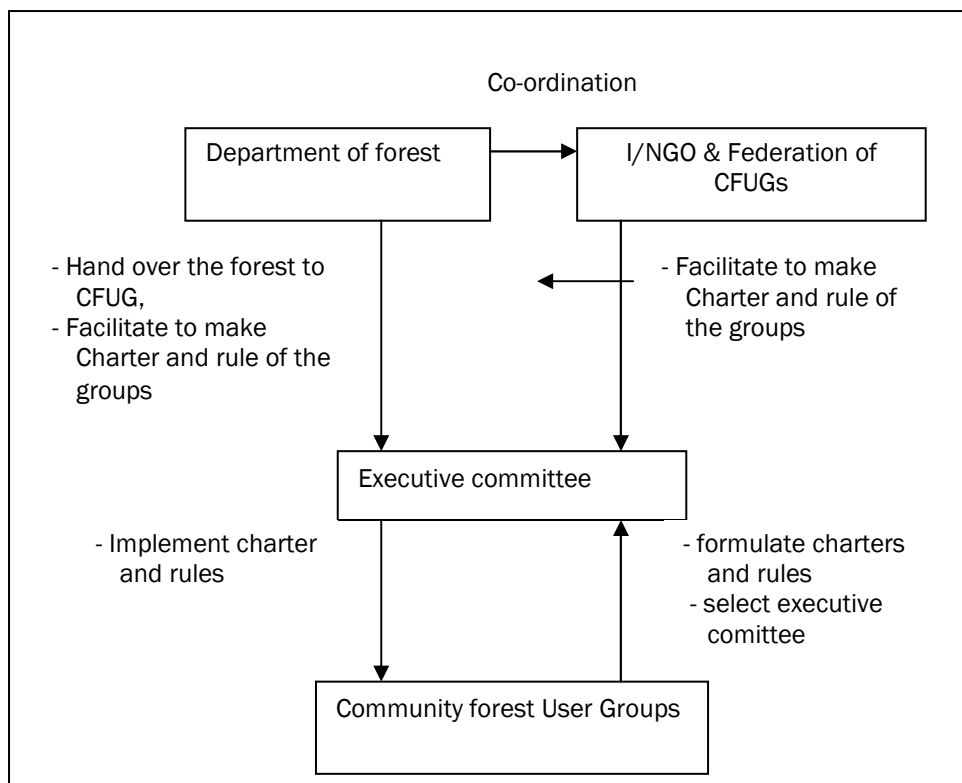 Co-ordination
Department of forest
I/NGO & Federation of
CFUGs
- Hand over the forest to
CFUG,
- Facilitate to make
Charter and rule of the
groups
- Facilitate to make
Charter and rule of
the groups
Executive committee
- Implement charter
and rules
- formulate charters
and rules
- select executive
comittee
Community forest User Groups